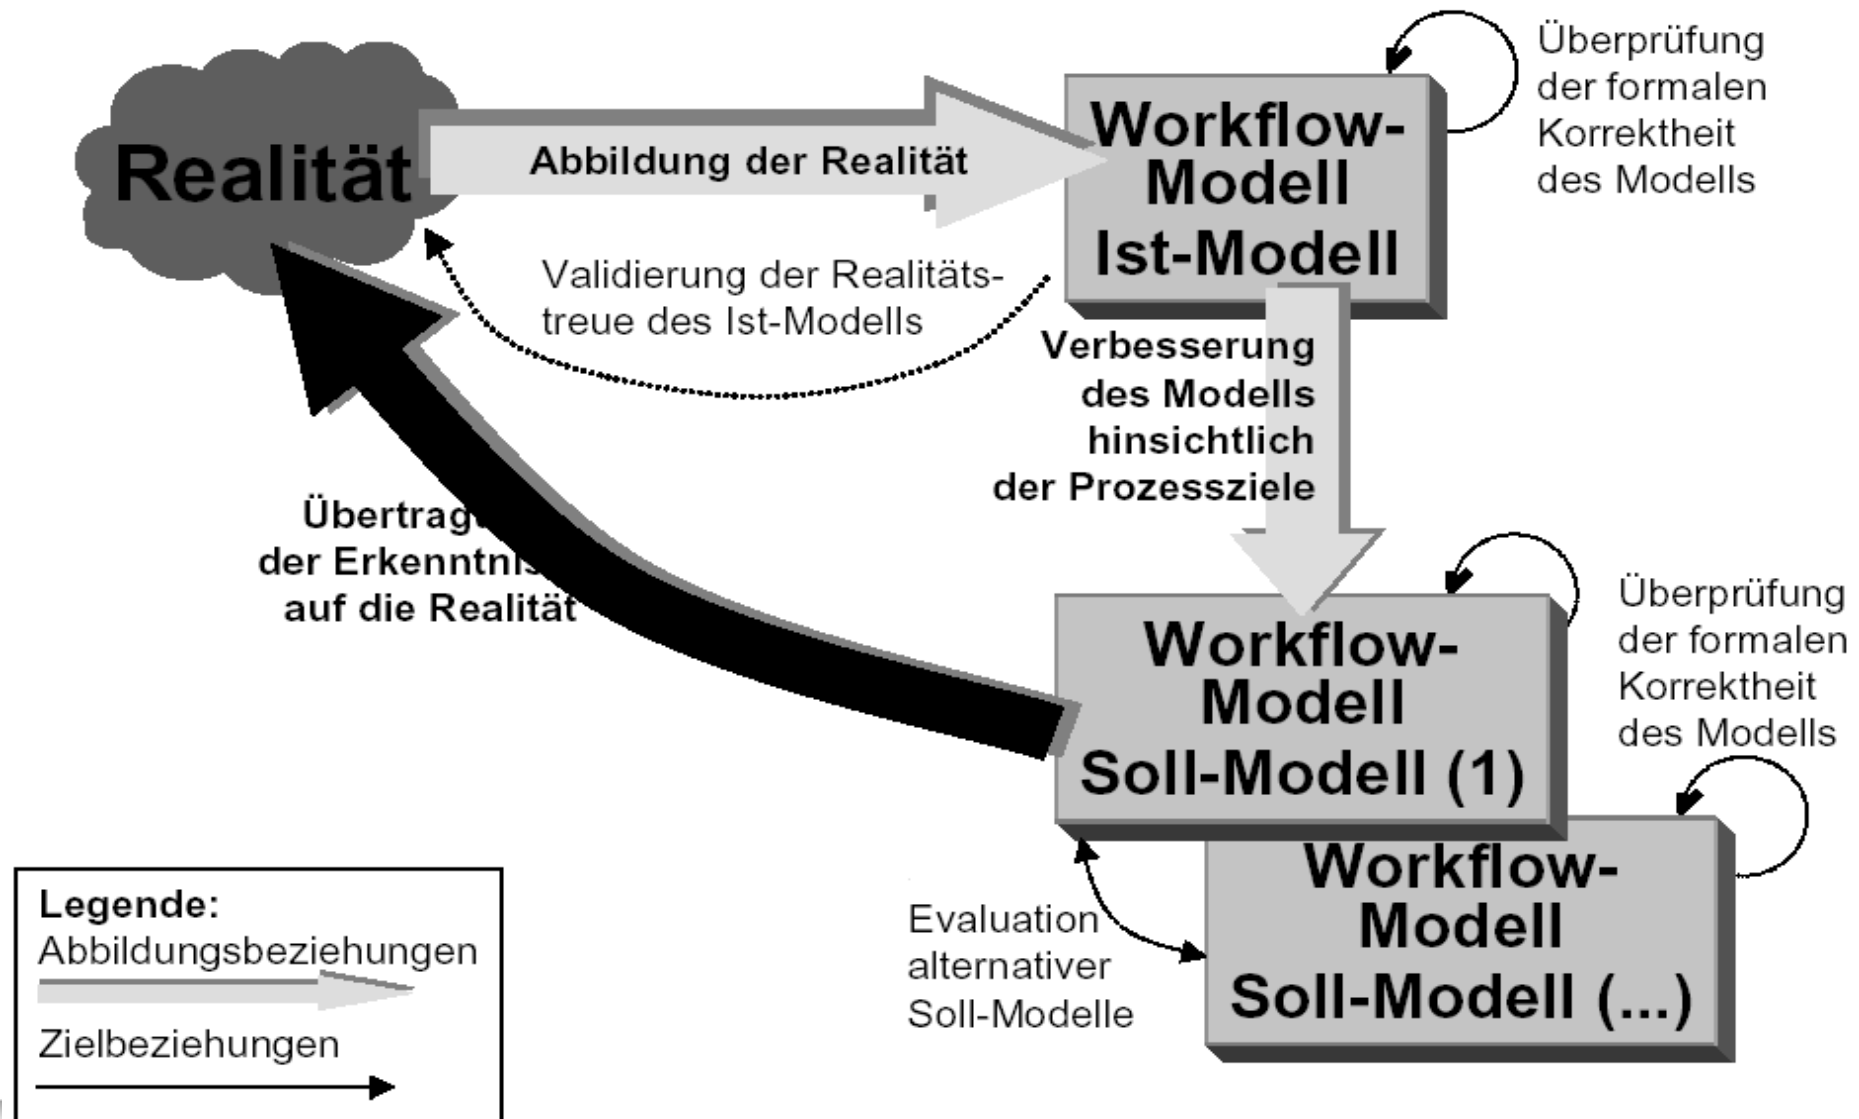 Realität
Abbildung der Realität
Workflow-
Modell
Ist-Modell
Überprüfung
der formalen
Korrektheit
des Modells
Validierung der Realitäts-
treue des Ist-Modells
Verbesserung
des Modells
hinsichtlich
der Prozessziele
der
auf die Realität
Workflow-
Modell
Soll-Modell (1)
Überprüfung
der formalen
Korrektheit
des Modells
Workflow-
Modell
Soll-Modell (...)
Evaluation
alternativer
Soll-Modelle
Legende:
Abbildungsbeziehungen
Zielbeziehungen